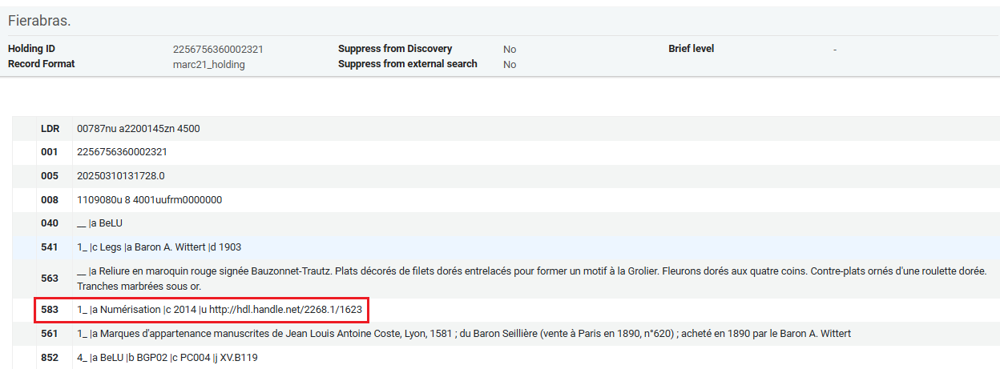 Fierabras.
Holding ID 2256756360002321 Suppress from Discovery No Brief level -
Record Format marc21_holding Suppress from external search No
LDR 00787nu a2200145zn 4500
001 2256756360002321
005 20250310131728.0
008 1109080u 8 4001uufrm0000000
040 __ |a BeLU
541 1_ |c Legs |a Baron A. Wittert |d 1903
563 __ |a Reliure en maroquin rouge signée Bauzonnet-Trautz. Plats décorés de filets dorés entrelacés pour former un motif à la Grolier. Fleurons dorés aux quatre coins. Contre-plats ornés d'une roulette dorée.
Tranches marbrées sous or.
583 1_ |a Numérisation |c 2014 |u http://hdl.handle.net/2268.1/1623
561 1_ |a Marques d'appartenance manuscrites de Jean Louis Antoine Coste, Lyon, 1581 ; du Baron Seillière (vente à Paris en 1890, n°620) ; acheté en 1890 par le Baron A. Wittert
852 4_ |a BeLU |b BGP02 |c PC004 |j XV.B119